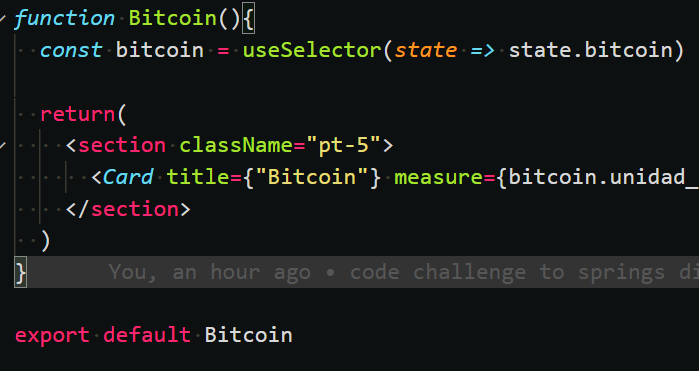 function Bitcoin(){
  const bitcoin = useSelector(state => state.bitcoin)

  return(
    <section className="pt-5">
      <Card title={"Bitcoin"} measure={bitcoin.unidad_
    </section>
  )
}    You, an hour ago • code challenge to springs di

export default Bitcoin